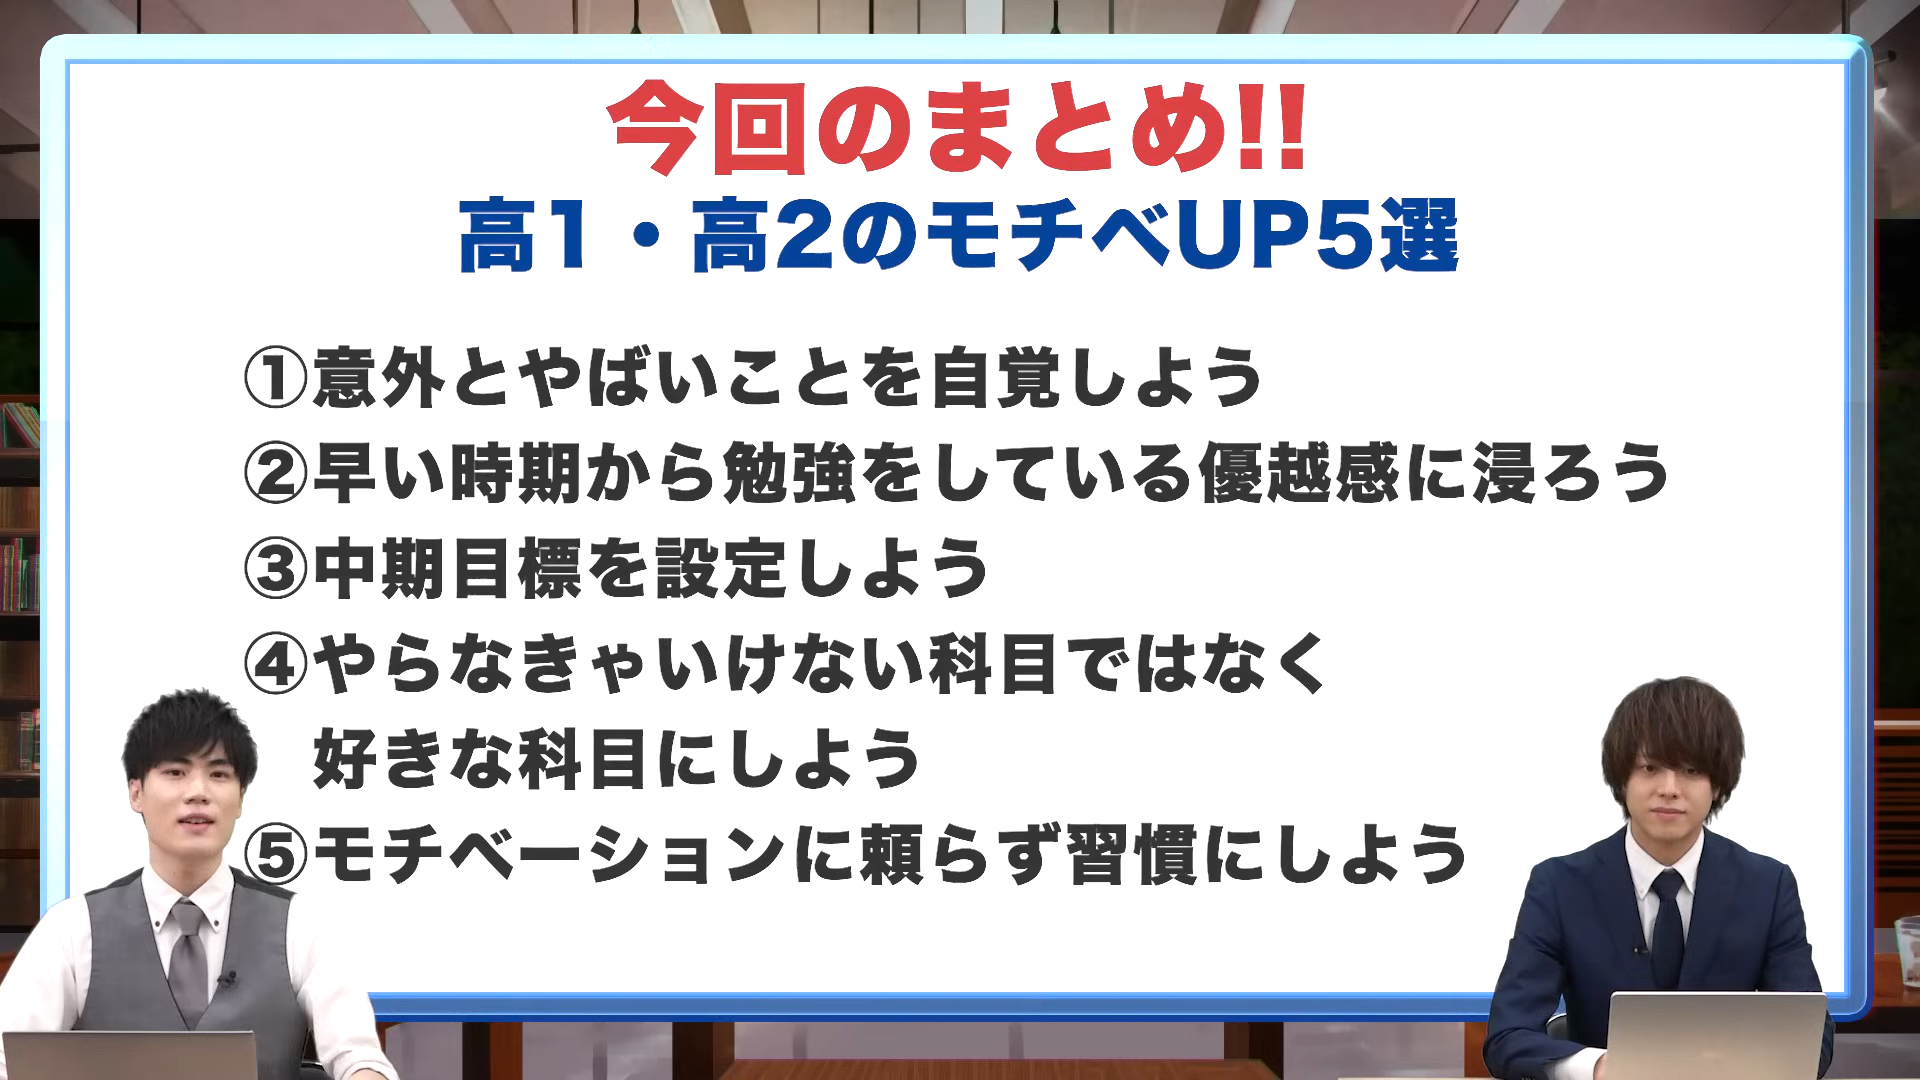 今回のまとめ!!
高1・高2のモチベUP5選
①意外とやばいことを自覚しよう
②早い時期から勉強をしている優越感に浸ろう
③中期目標を設定しよう
④やらなきゃいけない科目ではなく
好きな科目にしよう
⑤モチベーションに頼らず習慣にしよう